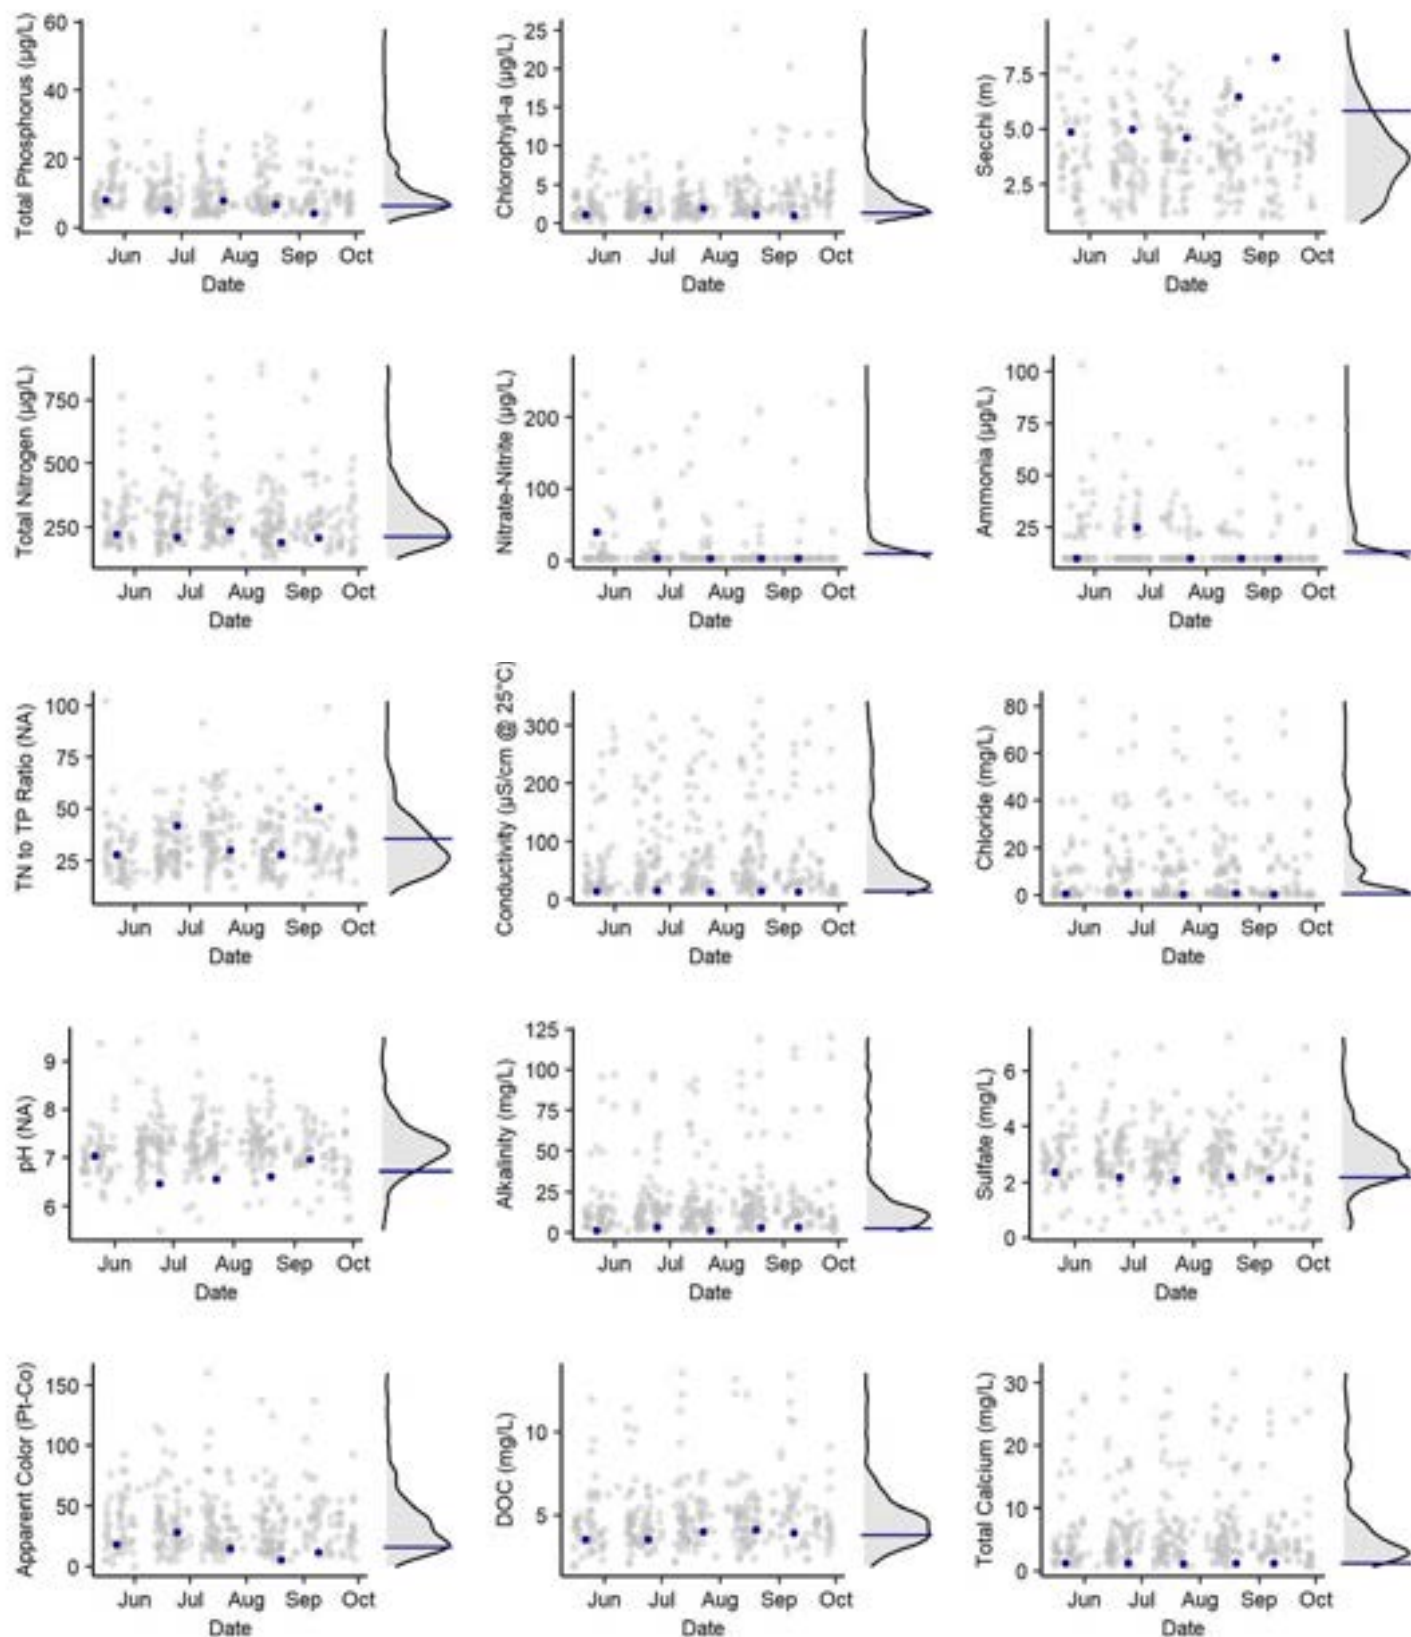 Total Phosphorus (µg/L)
60
40
20
0
Jun Jul Aug Sep Oct
Date
Chlorophyll-a (µg/L)
25
20
15
10
5
0
Jun Jul Aug Sep Oct
Date
Secchi (m)
7.5
5.0
2.5
Jun Jul Aug Sep Oct
Date
Total Nitrogen (µg/L)
750
500
250
Jun Jul Aug Sep Oct
Date
Nitrate-Nitrite (µg/L)
200
100
0
Jun Jul Aug Sep Oct
Date
Ammonia (µg/L)
100
75
50
25
Jun Jul Aug Sep Oct
Date
TN to TP Ratio (NA)
100
75
50
25
Jun Jul Aug Sep Oct
Date
Conductivity (µS/cm @ 25°C)
300
200
100
0
Jun Jul Aug Sep Oct
Date
Chloride (mg/L)
80
60
40
20
0
Jun Jul Aug Sep Oct
Date
pH (NA)
9
8
7
6
Jun Jul Aug Sep Oct
Date
Alkalinity (mg/L)
125
100
75
50
25
0
Jun Jul Aug Sep Oct
Date
Sulfate (mg/L)
6
4
2
0
Jun Jul Aug Sep Oct
Date
Apparent Color (Pt-Co)
150
100
50
0
Jun Jul Aug Sep Oct
Date
DOC (mg/L)
10
5
Jun Jul Aug Sep Oct
Date
Total Calcium (mg/L)
30
20
10
0
Jun Jul Aug Sep Oct
Date